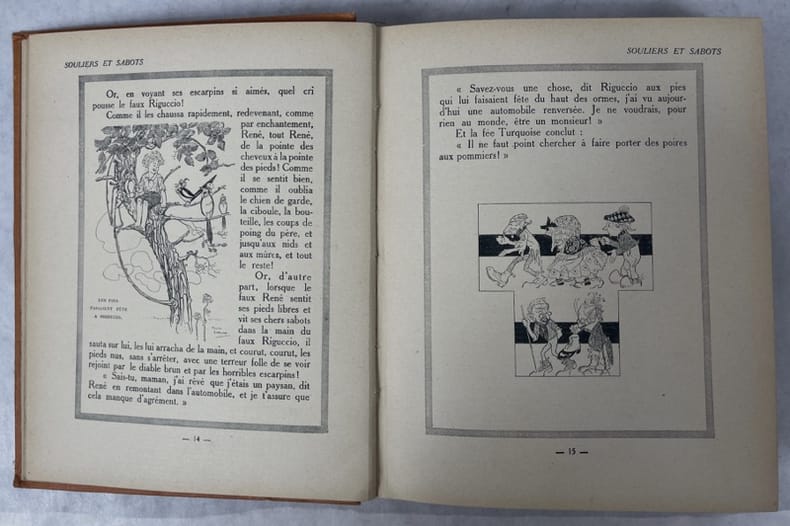 SOULIERS ET SABOTS
Or, en voyant ses escarpins si aimés, quel cri
pousse le faux Riguccio!
Comme il les chaussa rapidement, redevenant, comme
par enchantement,
René, tout René,
de la pointe des
cheveux à la pointe
des pieds! Comme
il se sentit bien,
comme il oublia
le chien de garde,
la ciboule, la bou-
teille, les coups de
poing du père, et
jusqu'aux nids et
aux mûres, et tout
le reste!
Or, d'autre
part, lorsque le
faux René sentit
ses pieds libres et
vit ses chers sabots
dans la main du
faux Riguccio, il
LES PIES
FAISAIENT FÊTE
sauta sur lui, les lui arracha de la main, et courut, courut, les
pieds nus, sans s'arrêter, avec une terreur folle de se voir
rejoint par le diable brun et par les horribles escarpins!
« Sais-tu, maman, j'ai rêvé que j'étais un paysan, dit
René en remontant dans l'automobile, et je t'assure que
cela manque d'agrément. »
— 14 —
SOULIERS ET SABOTS
« Savez-vous une chose, dit Riguccio aux pies
qui lui faisaient fête du haut des ormes, j'ai vu aujour-
d'hui une automobile renversée. Je ne voudrais, pour
rien au monde, être un monsieur! »
Et la fée Turquoise conclut :
« Il ne faut point chercher à faire porter des poires
aux pommiers! »
— 15 —